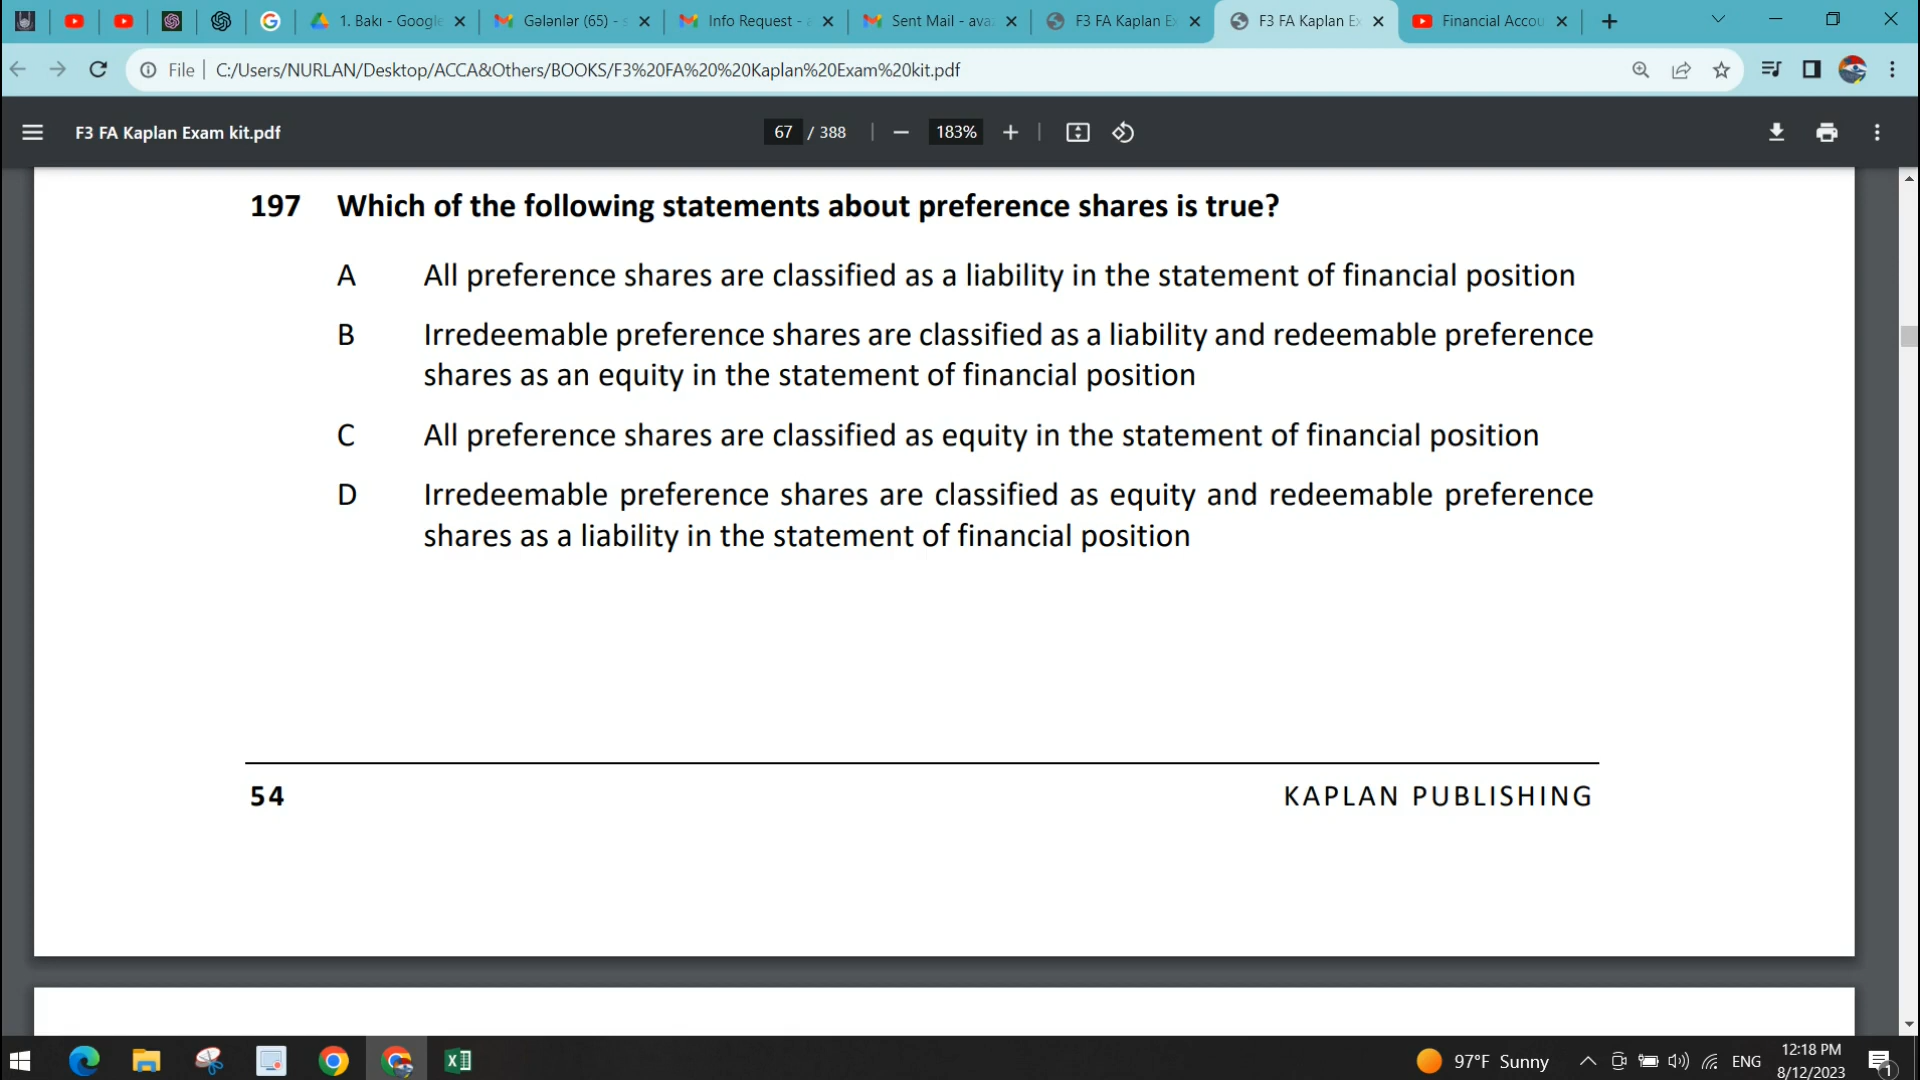 1. Bakı - Google
Gələnlər (65) - s
Info Request - a
Sent Mail - ava
F3 FA Kaplan Ex
F3 FA Kaplan Ex
Financial Accou
File
C:/Users/NURLAN/Desktop/ACCA&Others/BOOKS/F3%20FA%20%20Kaplan%20Exam%20kit.pdf
F3 FA Kaplan Exam kit.pdf
67 / 388
183%
197 Which of the following statements about preference shares is true?
A All preference shares are classified as a liability in the statement of financial position
B Irredeemable preference shares are classified as a liability and redeemable preference
shares as an equity in the statement of financial position
C All preference shares are classified as equity in the statement of financial position
D Irredeemable preference shares are classified as equity and redeemable preference
shares as a liability in the statement of financial position
54 KAPLAN PUBLISHING
97°F Sunny
ENG
12:18 PM
8/12/2023
1